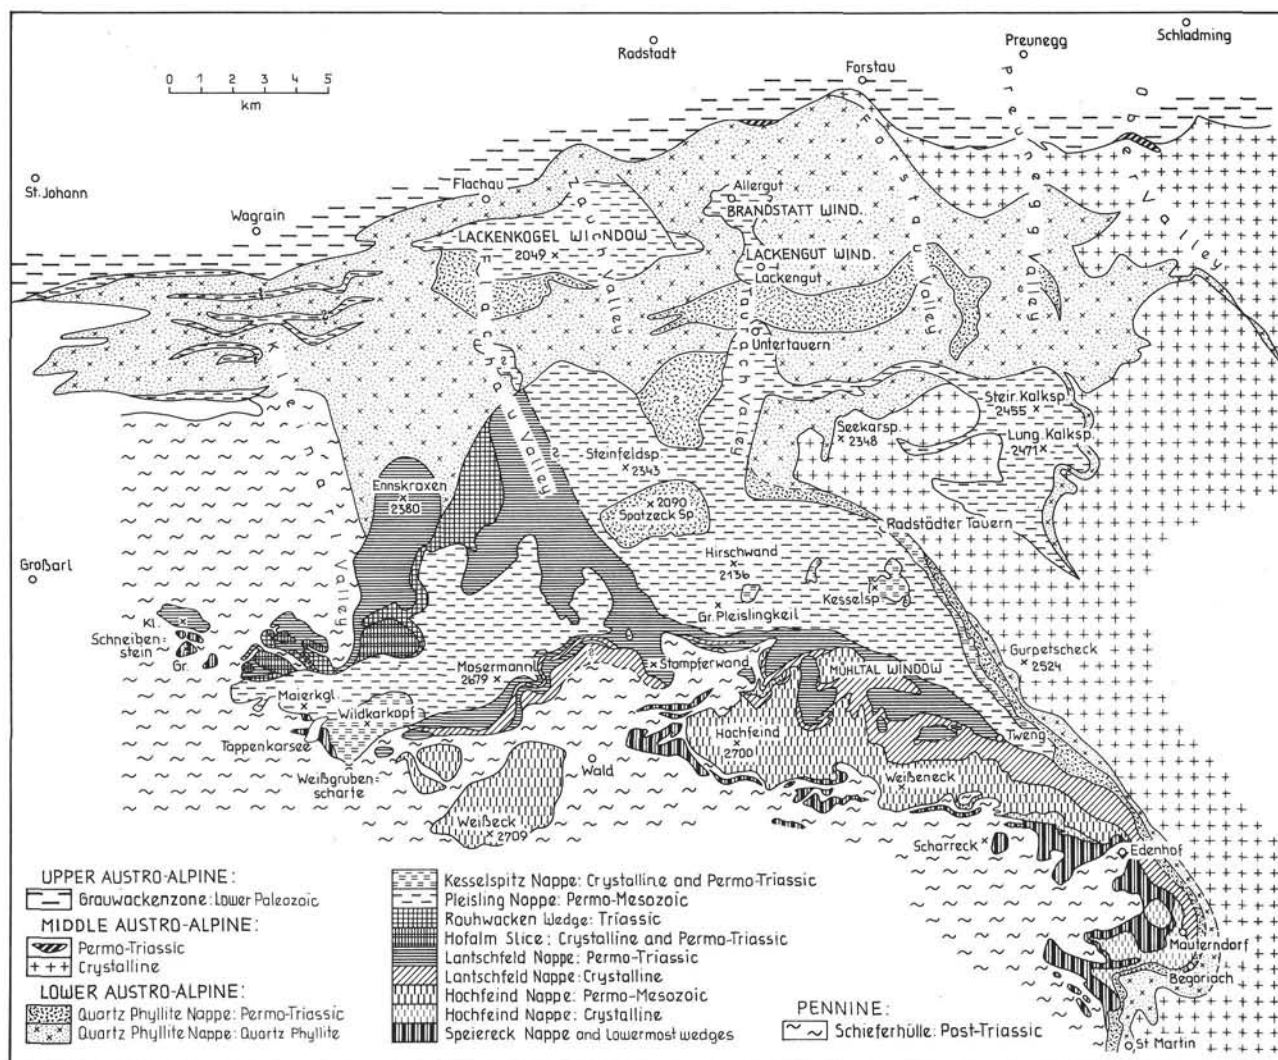 Schladming
Preunegg
Radstadt
Forstau
0 1 2 3 4 5
km
Preunegg Valley
Obervalley
Forstau Valley
St. Johann
Flachau
Zauch Valley
Allergut
BRANDSTATT WIND.
Wagrain
LACKENKOGEL WINDOW
2049 ×
LACKENGUT WIND.
Lackengut
Flachau Valley
Taurach Valley
Untertauern
Kleinarl Valley
Steir. Kalksp.
2455 ×
Seekarsp.
× 2348
Lung. Kalksp.
2471 ×
Steinfeldsp.
× 2343
Ennskraxen
×
2380
× 2090
Spatzeck Sp
Radstädter Tauern
Großarl
Hirschwand
×
2136
Kesselsp.
Gr. Pleislingkeil
Kl.
Schneiben=
stein
Gr.
Gurpetscheck
× 2524
Mosermannl
2679 ×
× Stampferwand
MÜHLTAL WINDOW
Maierkgl.
Wildkarkopf
Tappenkarsee
Hochfeind
×
2700
Tweng
Weißgruben=
scharte
Wald
Weißeneck
Weißeck
× 2709
Scharreck
Edenhof
Mauterndorf
Begöriach
St Martin
UPPER AUSTRO-ALPINE:
Grauwackenzone: Lower Paleozoic
MIDDLE AUSTRO-ALPINE:
Permo-Triassic
Crystalline
LOWER AUSTRO-ALPINE:
Quartz Phyllite Nappe: Permo-Triassic
Quartz Phyllite Nappe: Quartz Phyllite
Kesselspitz Nappe: Crystalline and Permo-Triassic
Pleisling Nappe: Permo-Mesozoic
Rauhwacken Wedge: Triassic
Hofalm Slice: Crystalline and Permo-Triassic
Lantschfeld Nappe: Permo-Triassic
Lantschfeld Nappe: Crystalline
Hochfeind Nappe: Permo-Mesozoic
Hochfeind Nappe: Crystalline
Speiereck Nappe and Lowermost wedges
PENNINE:
Schieferhülle: Post-Triassic